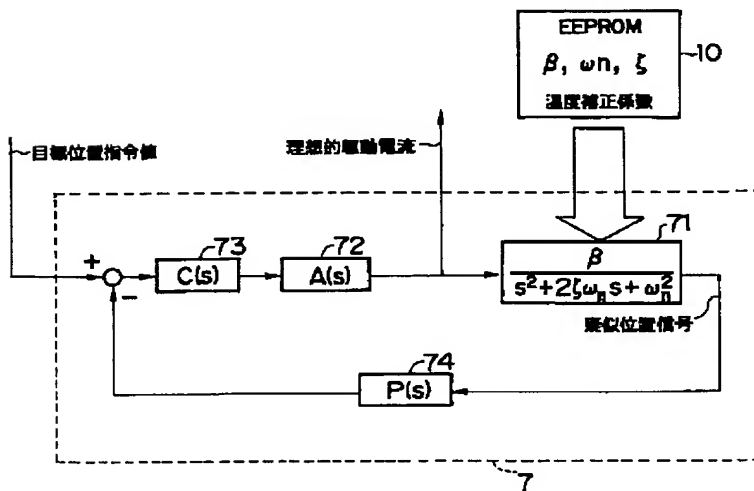 EEPROM
β, ωn, ζ
温度補正係数
10
目標位置指令値
理想的駆動電流
71
73
72
+
C(s)
A(s)
β
s²+2ζωₙs+ωₙ²
−
疑似位置信号
74
P(s)
7